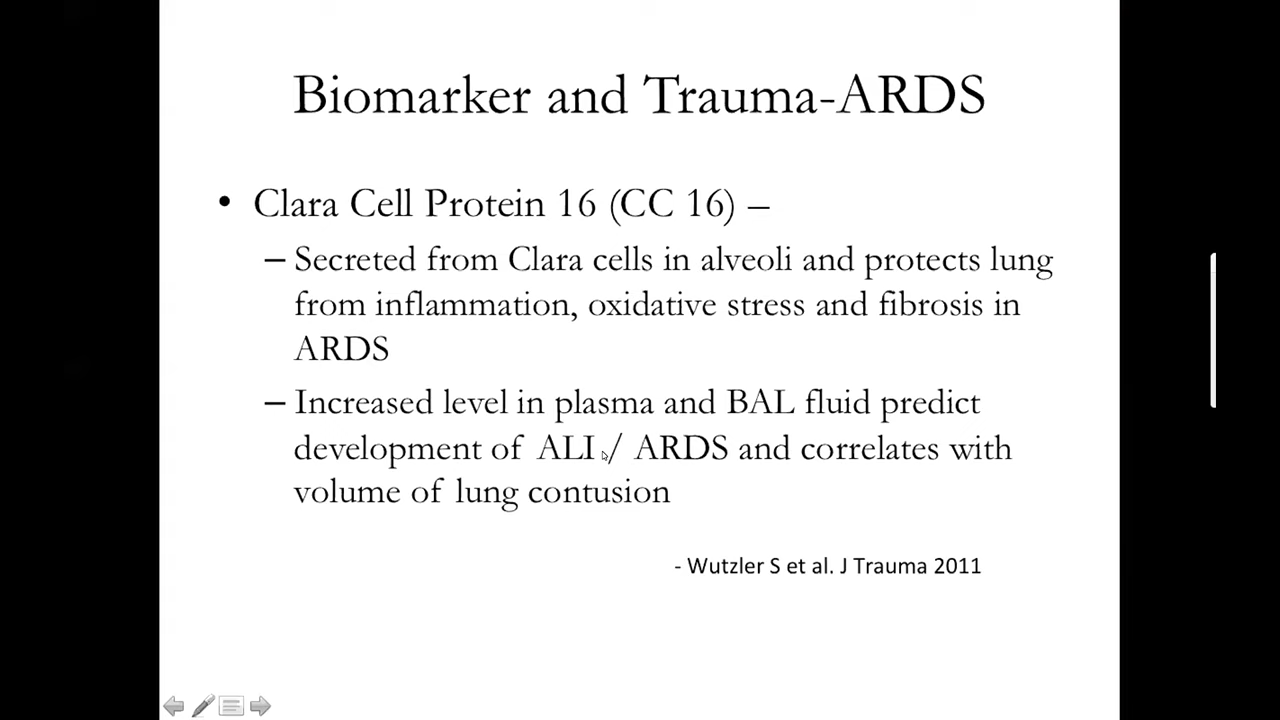 Biomarker and Trauma-ARDS
• Clara Cell Protein 16 (CC 16) –
– Secreted from Clara cells in alveoli and protects lung
from inflammation, oxidative stress and fibrosis in
ARDS
– Increased level in plasma and BAL fluid predict
development of ALI / ARDS and correlates with
volume of lung contusion
- Wutzler S et al. J Trauma 2011